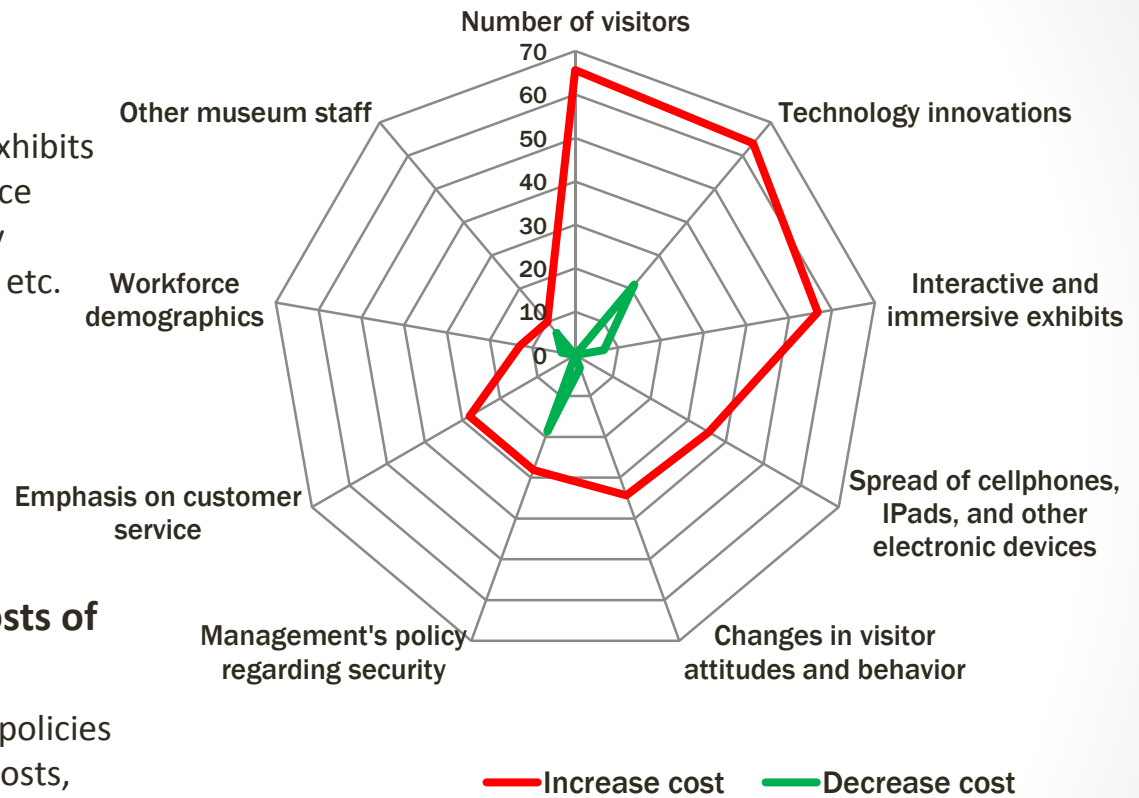 xhibits
ce
y
etc.
osts of
policies
osts,
Number of visitors
70
60
50
40
30
20
10
0
Technology innovations
Interactive and
immersive exhibits
Spread of cellphones,
IPads, and other
electronic devices
Changes in visitor
attitudes and behavior
Management's policy
regarding security
Emphasis on customer
service
Workforce
demographics
Other museum staff
Increase cost
Decrease cost